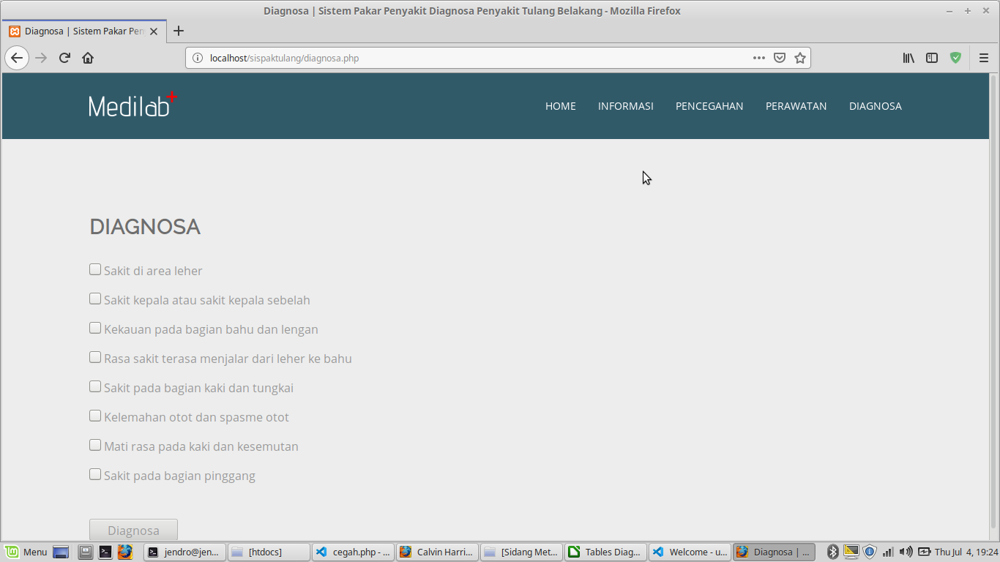 Diagnosa | Sistem Pakar Penyakit Diagnosa Penyakit Tulang Belakang - Mozilla Firefox
Diagnosa | Sistem Pakar Pen
localhost/sispaktulang/diagnosa.php
Medilab+
HOME INFORMASI PENCEGAHAN PERAWATAN DIAGNOSA
DIAGNOSA
Sakit di area leher
Sakit kepala atau sakit kepala sebelah
Kekauan pada bagian bahu dan lengan
Rasa sakit terasa menjalar dari leher ke bahu
Sakit pada bagian kaki dan tungkai
Kelemahan otot dan spasme otot
Mati rasa pada kaki dan kesemutan
Sakit pada bagian pinggang
Diagnosa
Menu jendro@jen... [htdocs] cegah.php - ... Calvin Harri... [Sidang Met... Tables Diag... Welcome - u... Diagnosa | ... Thu Jul 4, 19:24